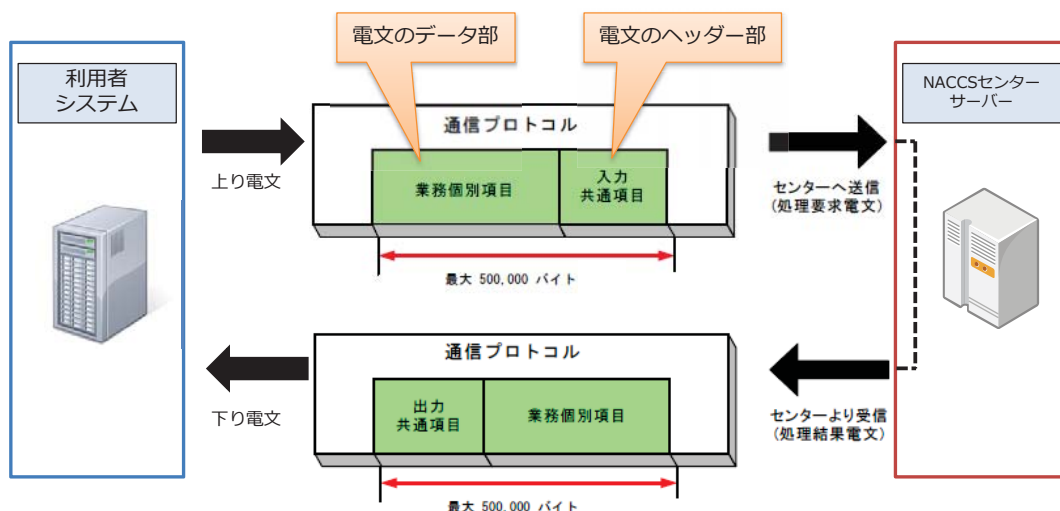 電文のデータ部
電文のヘッダー部
利用者
システム
NACCSセンター
サーバー
通信プロトコル
上り電文
業務個別項目
入力
共通項目
センターへ送信
(処理要求電文)
最大 500,000 バイト
通信プロトコル
下り電文
出力
共通項目
業務個別項目
センターより受信
(処理結果電文)
最大 500,000 バイト